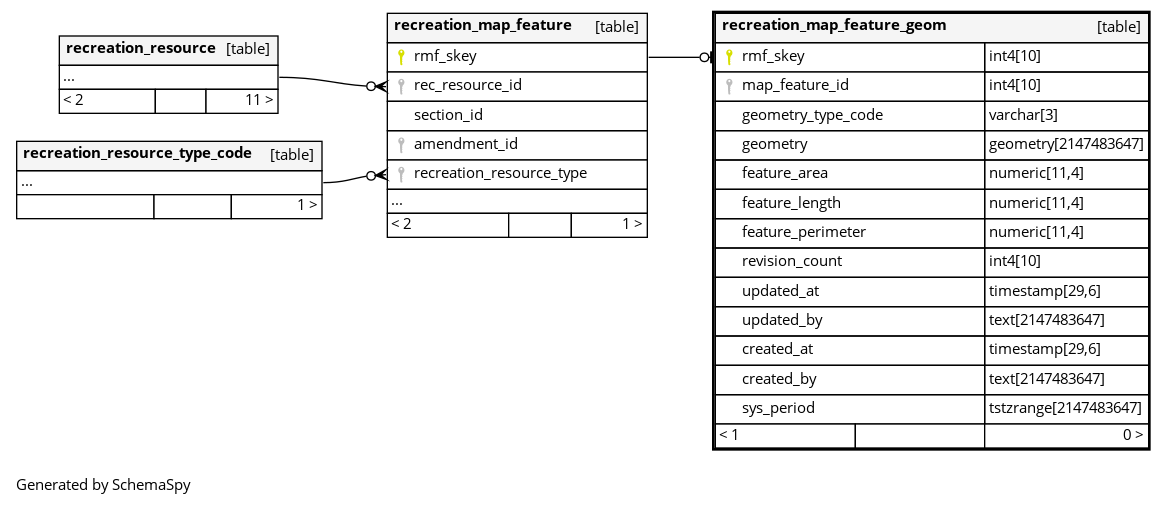 recreation_resource [table]
...
< 2 11 >
recreation_resource_type_code [table]
...
1 >
recreation_map_feature [table]
rmf_skey
rec_resource_id
section_id
amendment_id
recreation_resource_type
...
< 2 1 >
recreation_map_feature_geom [table]
rmf_skey int4[10]
map_feature_id int4[10]
geometry_type_code varchar[3]
geometry geometry[2147483647]
feature_area numeric[11,4]
feature_length numeric[11,4]
feature_perimeter numeric[11,4]
revision_count int4[10]
updated_at timestamp[29,6]
updated_by text[2147483647]
created_at timestamp[29,6]
created_by text[2147483647]
sys_period tstzrange[2147483647]
< 1 0 >
Generated by SchemaSpy